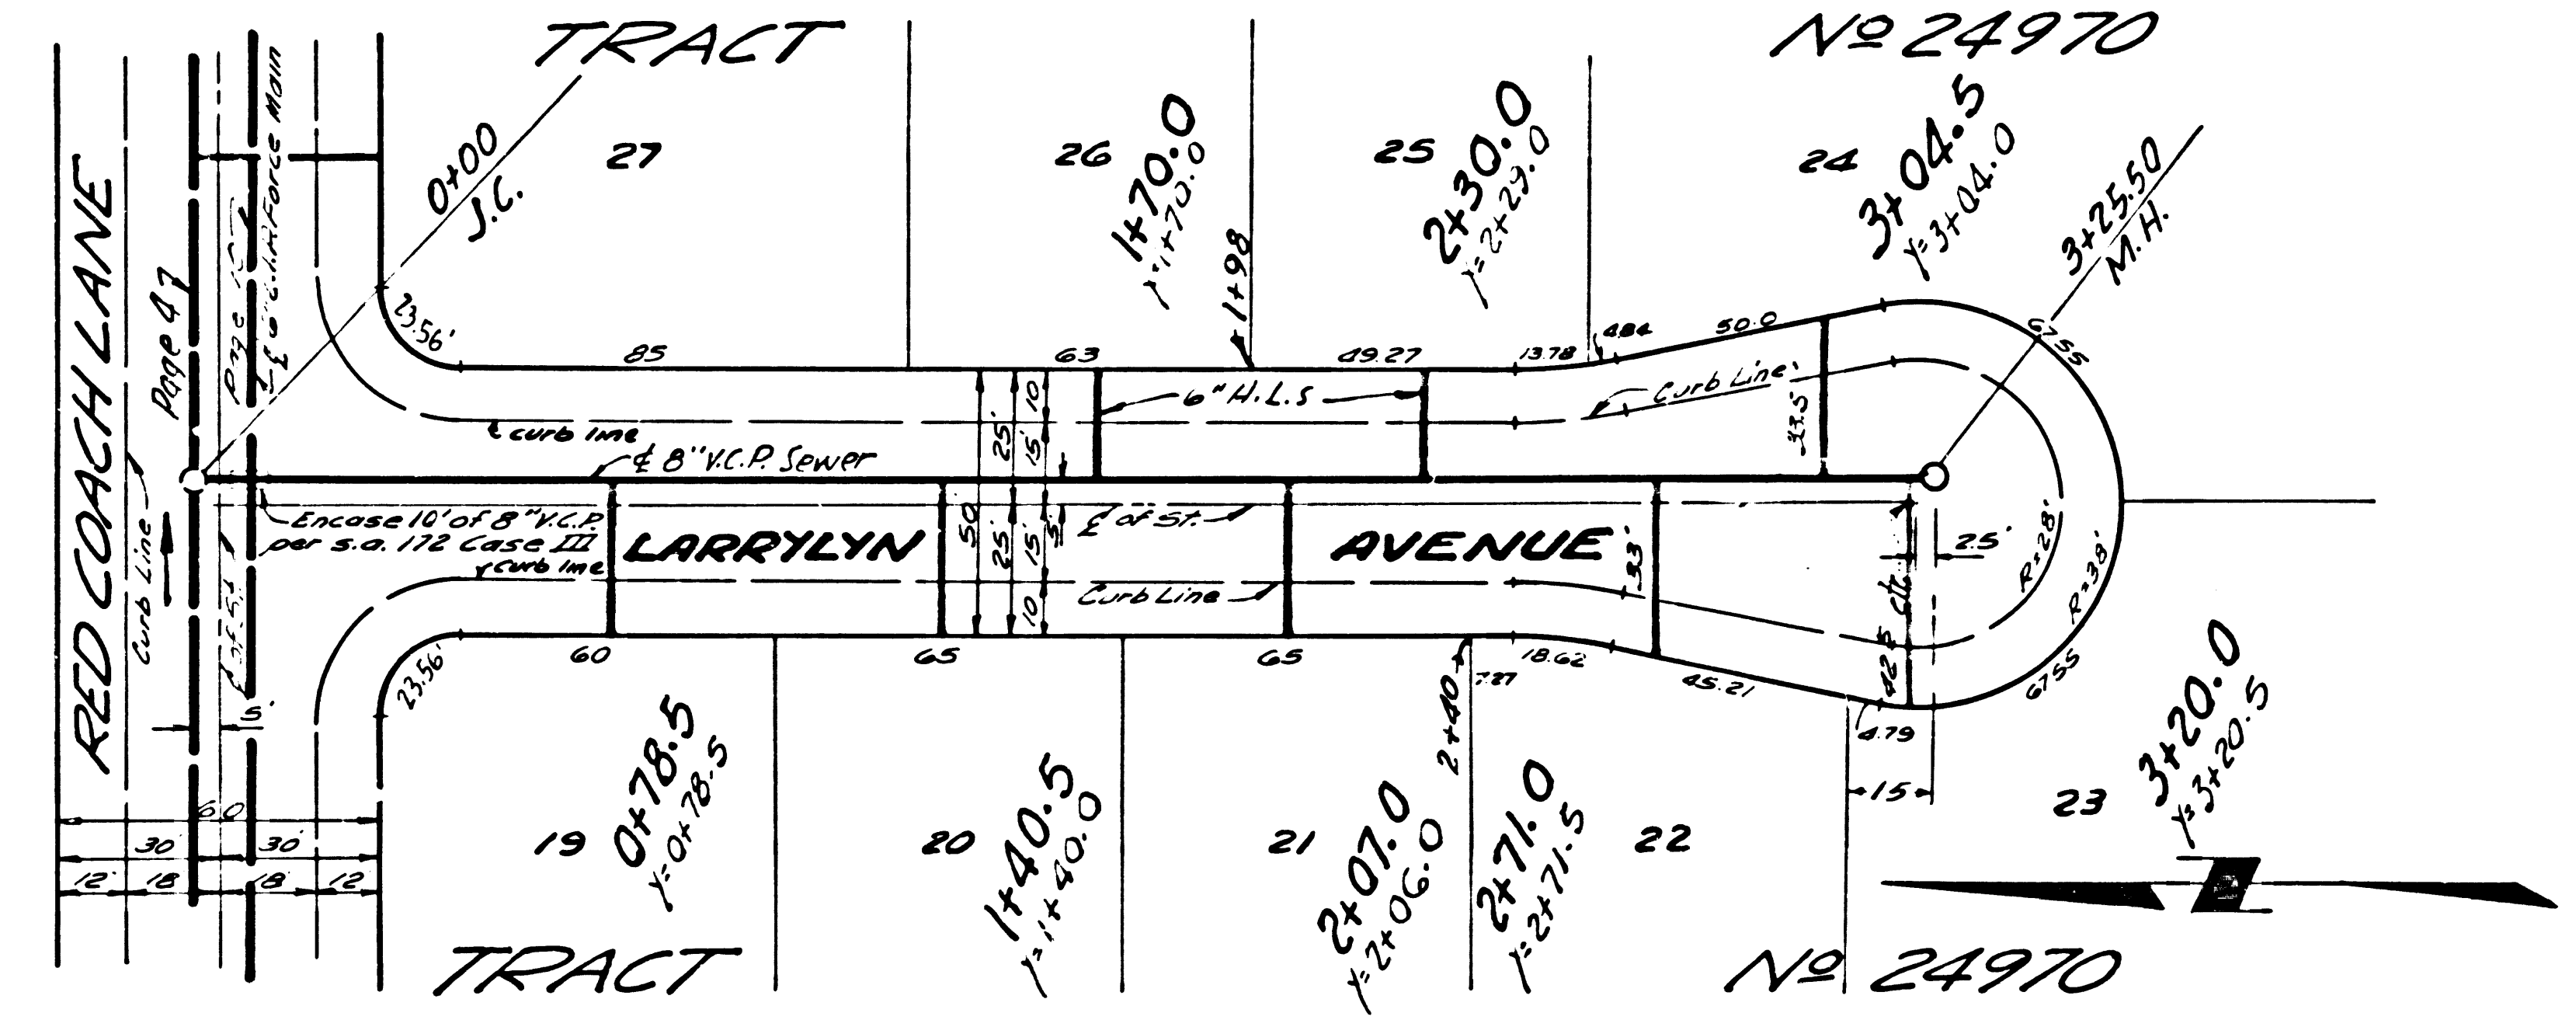 TRACT
No 24970
RED COACH LANE
Page 47
Force Main
0+00
J.C.
27
26
1+70.0
Y=1+70.0
1+98
25
2+30.0
Y=2+29.0
24
3+04.5
Y=3+04.0
3+25.50
M.H.
23.56'
85
63
49.27
13.78
4.84
50.0
67.55
6" H.L.S
Curb Line
33.5
10
15'
25'
℄ curb line
℄ 8" V.C.P. Sewer
Encase 10' of 8" V.C.P.
per s.a. 172 Case III
curb line
LARRYLYN
AVENUE
50
25'
15'
5'
10
℄ of St.
Curb Line
33'
2.5'
R=28'
R=38'
42.5
Curb Line
℄ of St.
5'
23.56'
60
65
65
7.27
18.62
45.21
4.79
67.55
2+40
15
60
30
30
12
18
18
12
19
0+78.5
Y=0+78.5
20
1+40.5
Y=1+40.0
21
2+07.0
Y=2+06.0
2+71.0
Y=2+71.5
22
23
3+20.0
Y=3+20.5
TRACT
No 24970